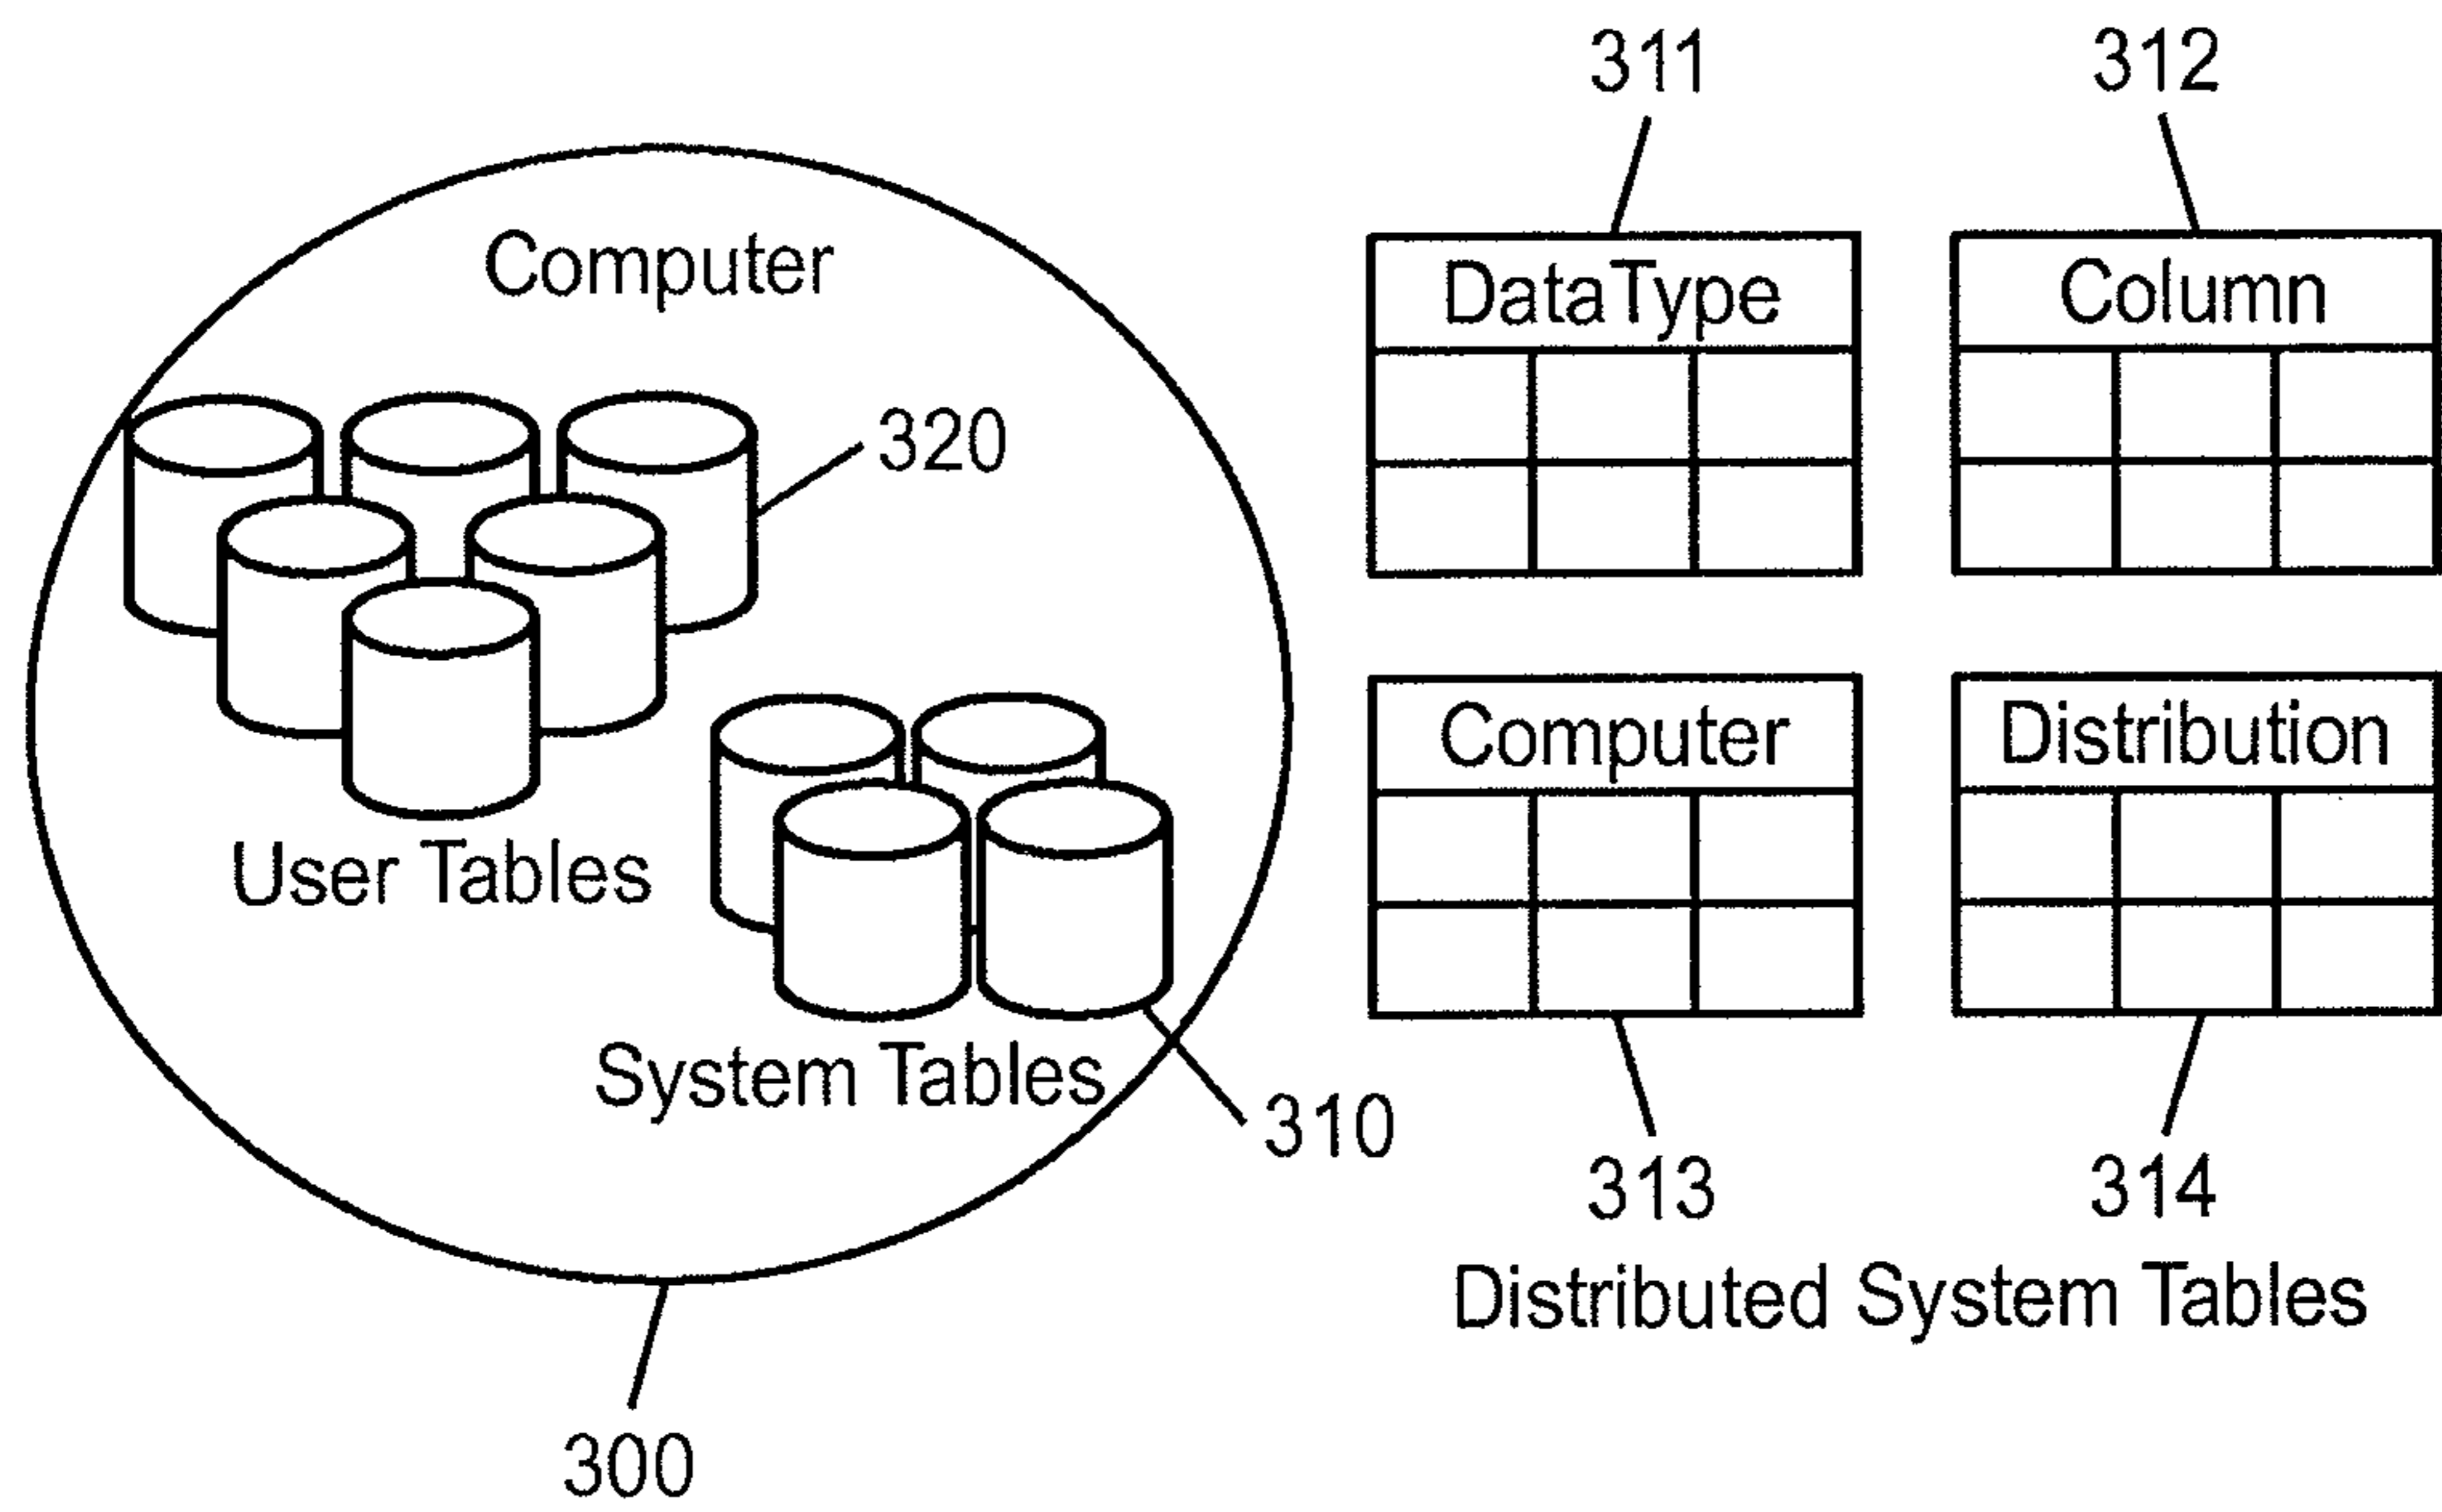 311
312
Computer
DataType
Column
320
Computer
Distribution
User Tables
System Tables
310
313
314
Distributed System Tables
300